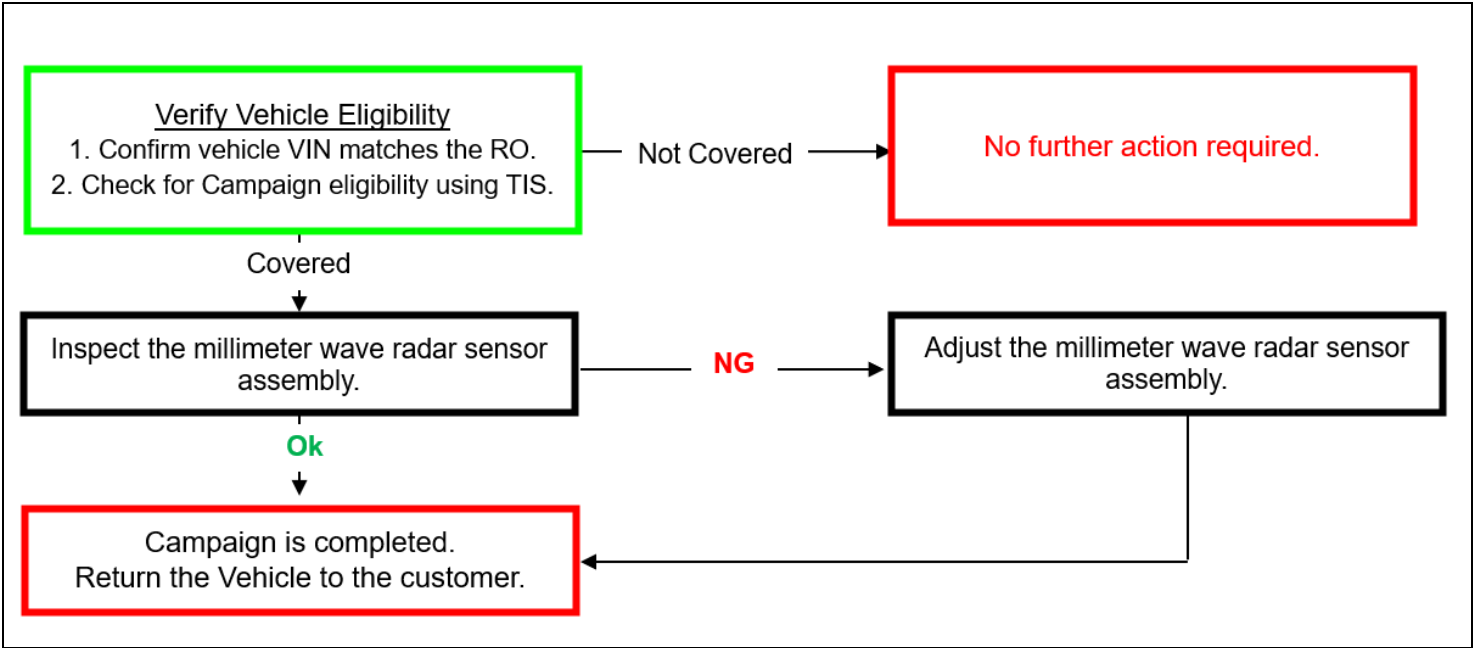 Verify Vehicle Eligibility
1. Confirm vehicle VIN matches the RO.
2. Check for Campaign eligibility using TIS.
Not Covered
No further action required.
Covered
Inspect the millimeter wave radar sensor
assembly.
NG
Adjust the millimeter wave radar sensor
assembly.
Ok
Campaign is completed.
Return the Vehicle to the customer.